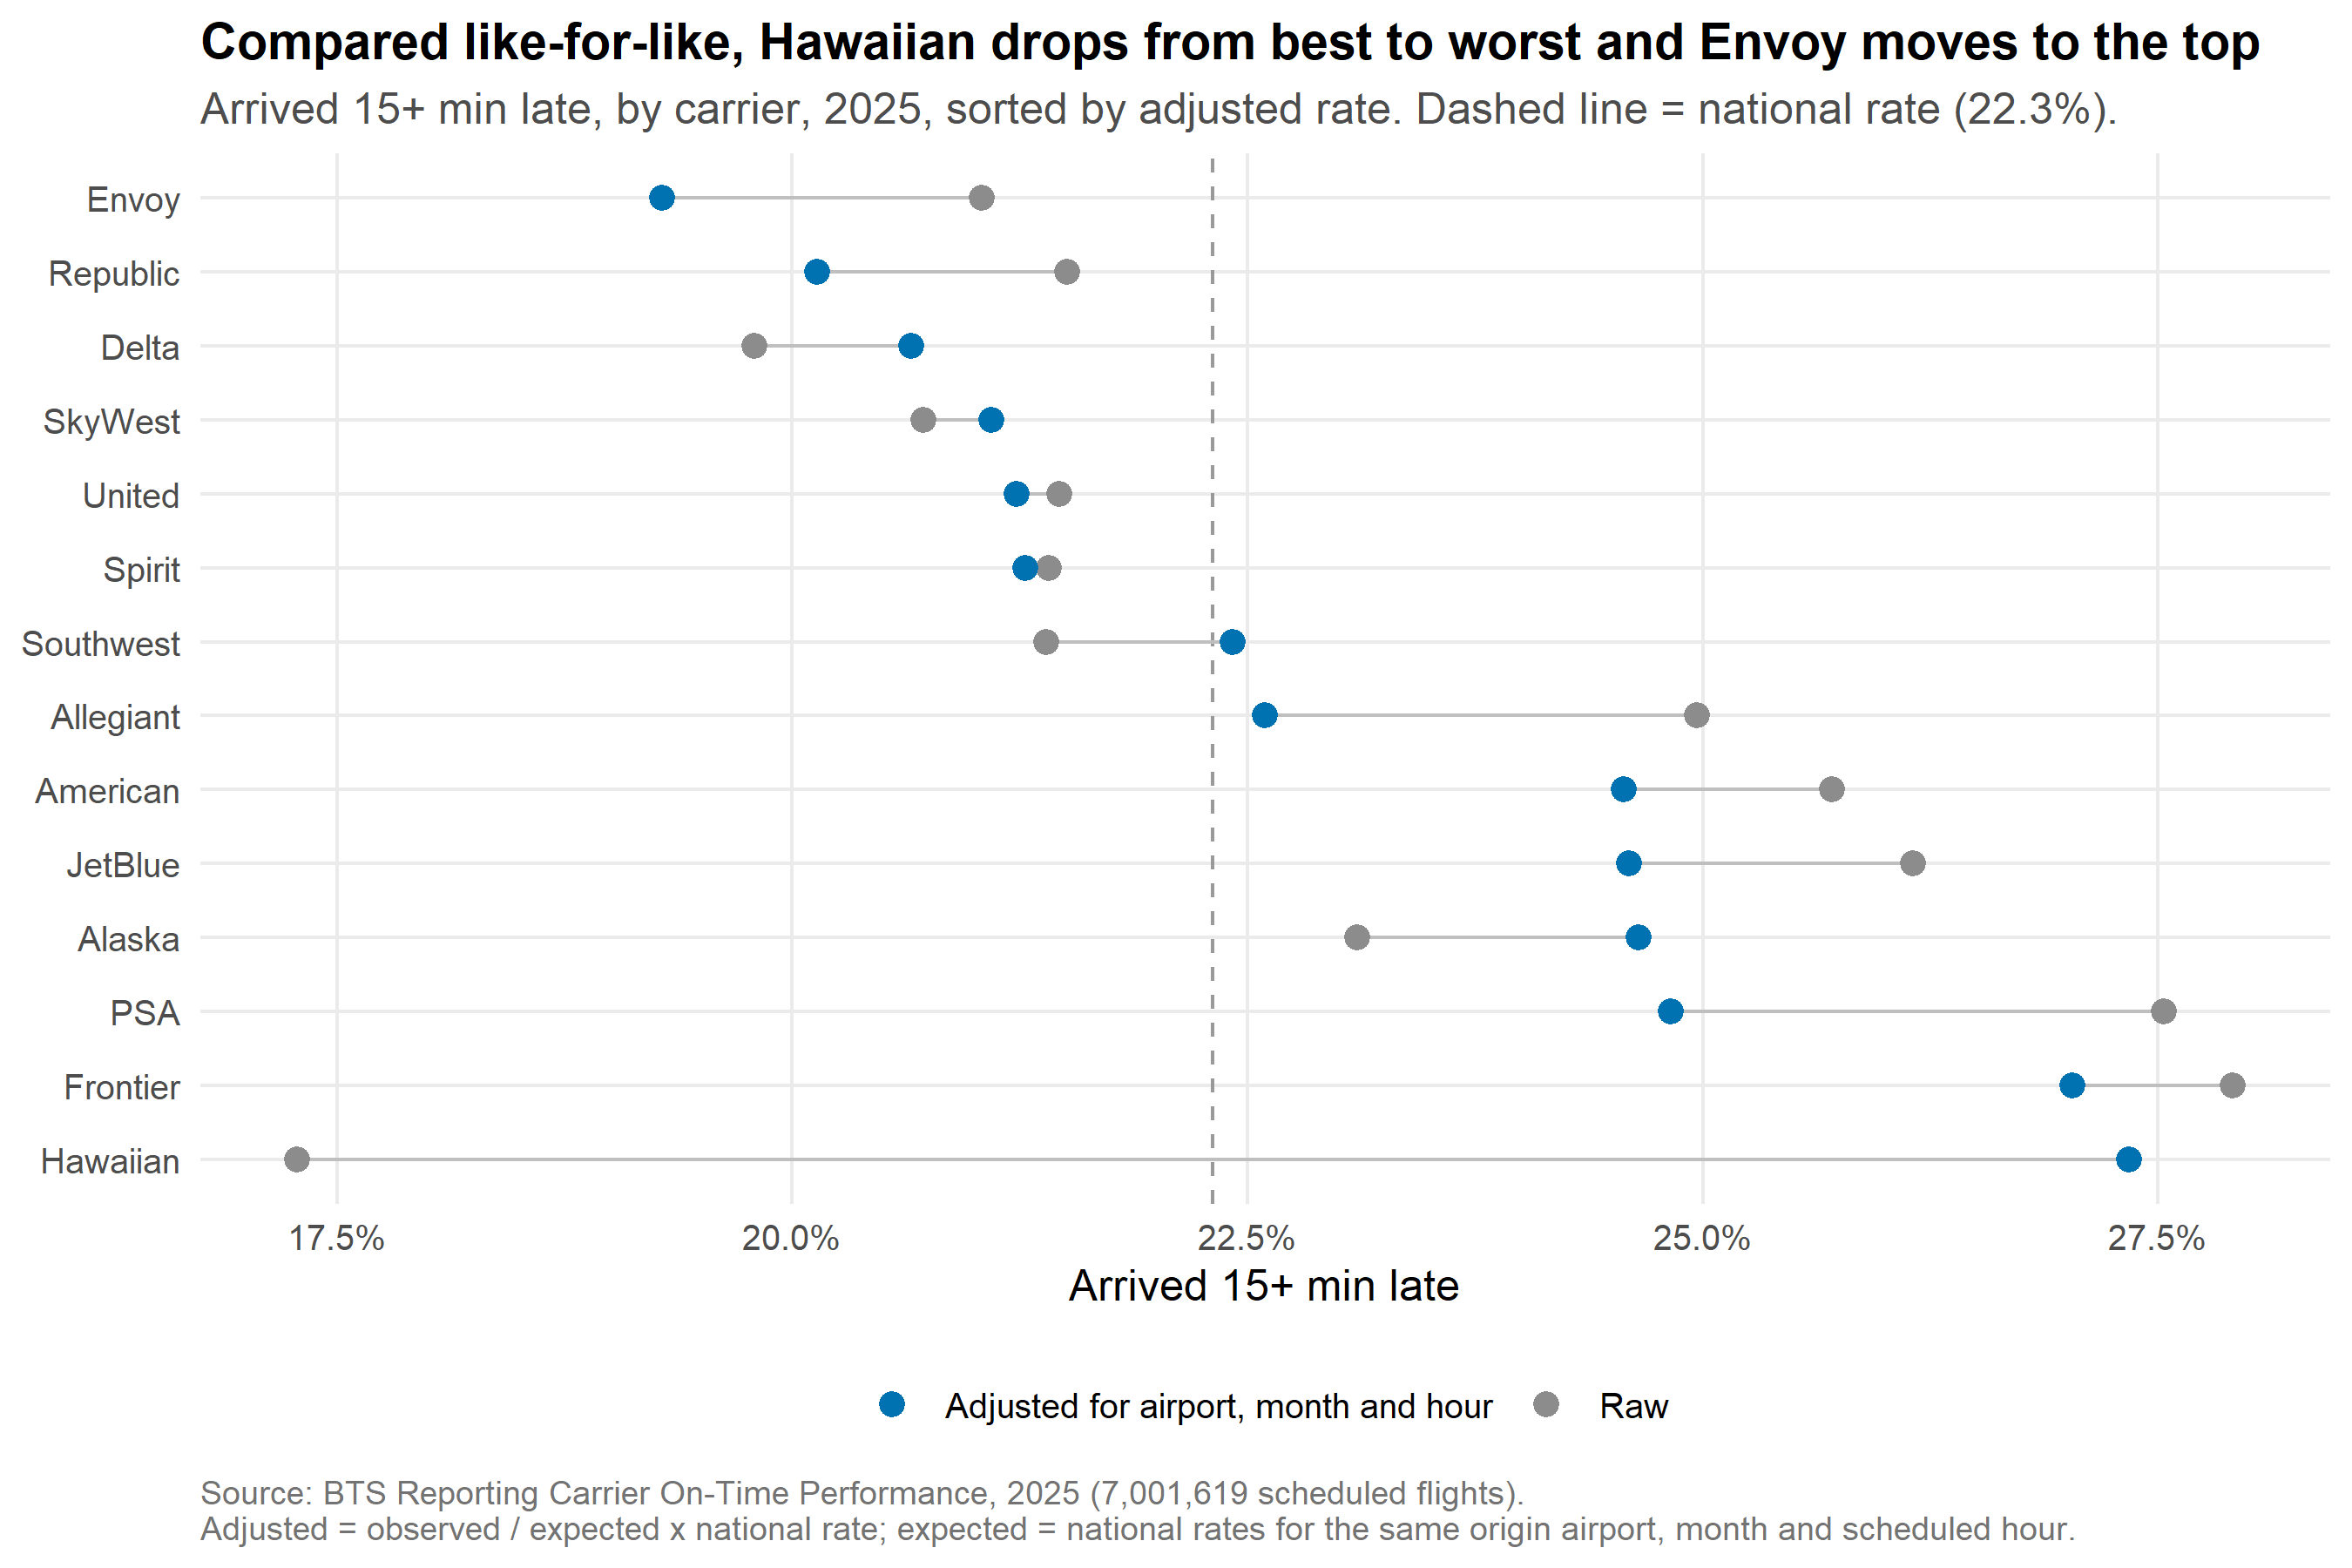 Compared like-for-like, Hawaiian drops from best to worst and Envoy moves to the top
Arrived 15+ min late, by carrier, 2025, sorted by adjusted rate. Dashed line = national rate (22.3%).
Envoy
Republic
Delta
SkyWest
United
Spirit
Southwest
Allegiant
American
JetBlue
Alaska
PSA
Frontier
Hawaiian
17.5% 20.0% 22.5% 25.0% 27.5%
Arrived 15+ min late
Adjusted for airport, month and hour Raw
Source: BTS Reporting Carrier On-Time Performance, 2025 (7,001,619 scheduled flights).
Adjusted = observed / expected x national rate; expected = national rates for the same origin airport, month and scheduled hour.